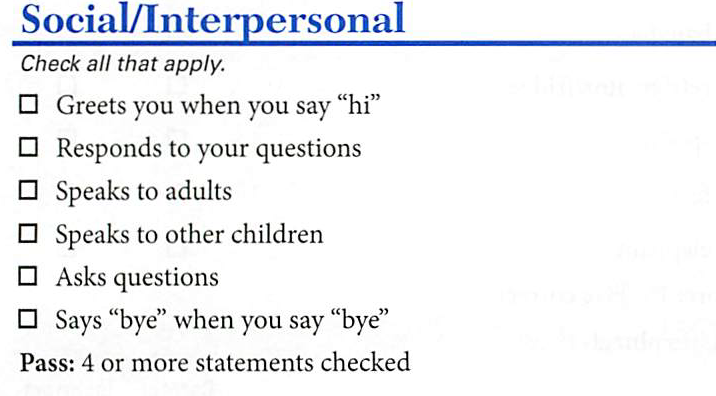 Social/Interpersonal
Check all that apply.
☐ Greets you when you say “hi”
☐ Responds to your questions
☐ Speaks to adults
☐ Speaks to other children
☐ Asks questions
☐ Says “bye” when you say “bye”
Pass: 4 or more statements checked